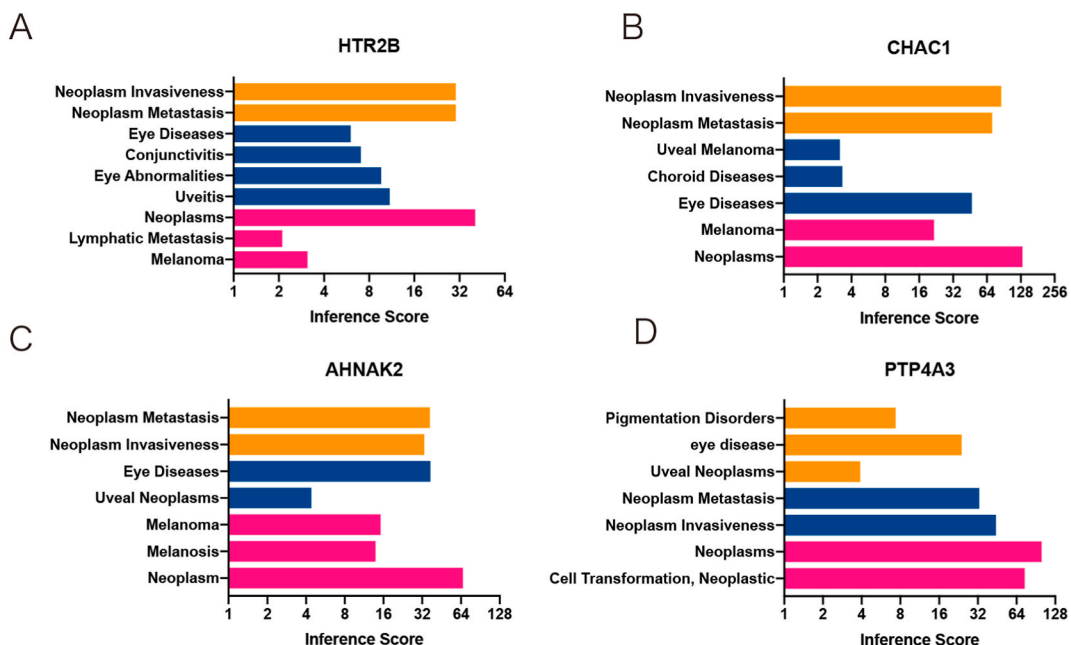 A
HTR2B
Neoplasm Invasiveness
Neoplasm Metastasis
Eye Diseases
Conjunctivitis
Eye Abnormalities
Uveitis
Neoplasms
Lymphatic Metastasis
Melanoma
1 2 4 8 16 32 64
Inference Score
B
CHAC1
Neoplasm Invasiveness
Neoplasm Metastasis
Uveal Melanoma
Choroid Diseases
Eye Diseases
Melanoma
Neoplasms
1 2 4 8 16 32 64 128 256
Inference Score
C
AHNAK2
Neoplasm Metastasis
Neoplasm Invasiveness
Eye Diseases
Uveal Neoplasms
Melanoma
Melanosis
Neoplasm
1 2 4 8 16 32 64 128
Inference Score
D
PTP4A3
Pigmentation Disorders
eye disease
Uveal Neoplasms
Neoplasm Metastasis
Neoplasm Invasiveness
Neoplasms
Cell Transformation, Neoplastic
1 2 4 8 16 32 64 128
Inference Score